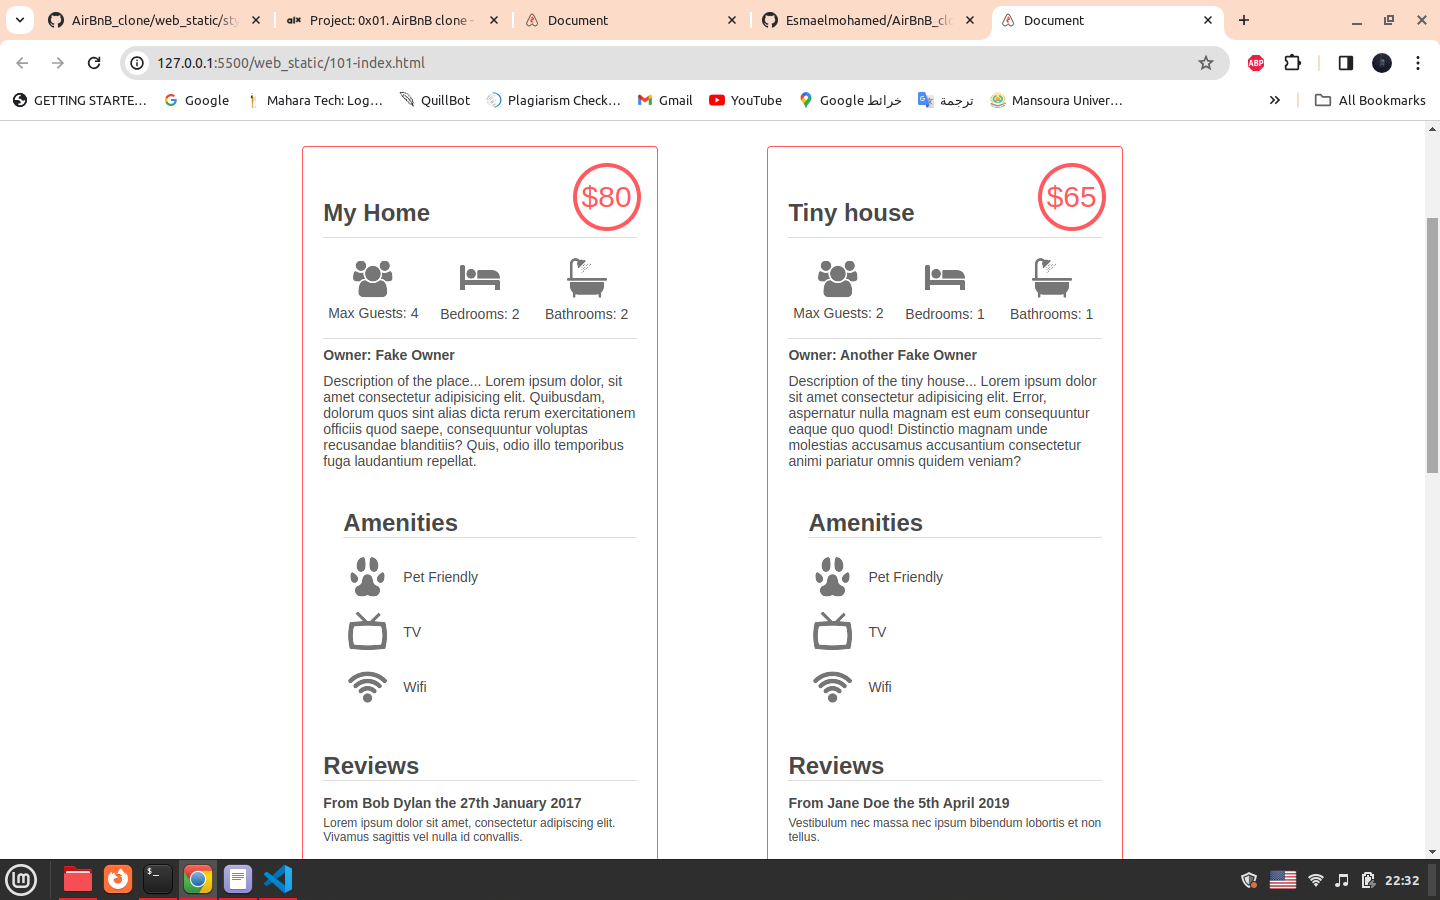 AirBnB_clone/web_static/sty
alx Project: 0x01. AirBnB clone -
Document
Esmaelmohamed/AirBnB_clo
Document
127.0.0.1:5500/web_static/101-index.html
ABP
GETTING STARTE...
Google
Mahara Tech: Log...
QuillBot
Plagiarism Check...
Gmail
YouTube
خرائط Google
ترجمة
Mansoura Univer...
All Bookmarks
$80
My Home
Max Guests: 4
Bedrooms: 2
Bathrooms: 2
Owner: Fake Owner
Description of the place... Lorem ipsum dolor, sit
amet consectetur adipisicing elit. Quibusdam,
dolorum quos sint alias dicta rerum exercitationem
officiis quod saepe, consequuntur voluptas
recusandae blanditiis? Quis, odio illo temporibus
fuga laudantium repellat.
Amenities
Pet Friendly
TV
Wifi
Reviews
From Bob Dylan the 27th January 2017
Lorem ipsum dolor sit amet, consectetur adipiscing elit.
Vivamus sagittis vel nulla id convallis.
$65
Tiny house
Max Guests: 2
Bedrooms: 1
Bathrooms: 1
Owner: Another Fake Owner
Description of the tiny house... Lorem ipsum dolor
sit amet consectetur adipisicing elit. Error,
aspernatur nulla magnam est eum consequuntur
eaque quo quod! Distinctio magnam unde
molestias accusamus accusantium consectetur
animi pariatur omnis quidem veniam?
Amenities
Pet Friendly
TV
Wifi
Reviews
From Jane Doe the 5th April 2019
Vestibulum nec massa nec ipsum bibendum lobortis et non
tellus.
22:32